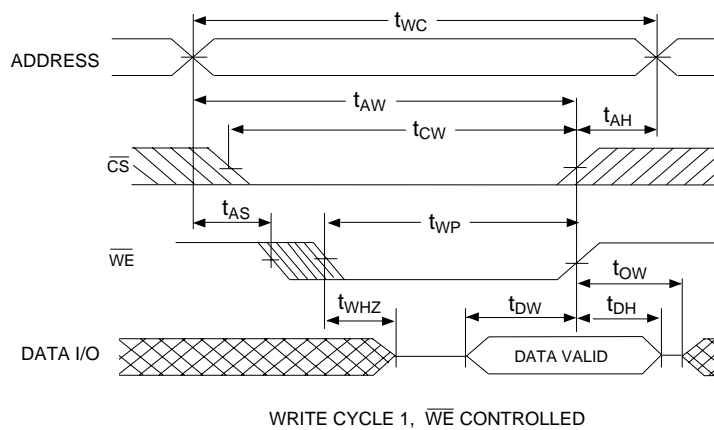 tWC
ADDRESS
tAW
tCW
tAH
CS
tAS
tWP
WE
tOW
tWHZ
tDW
tDH
DATA I/O
DATA VALID
WRITE CYCLE 1, WE CONTROLLED